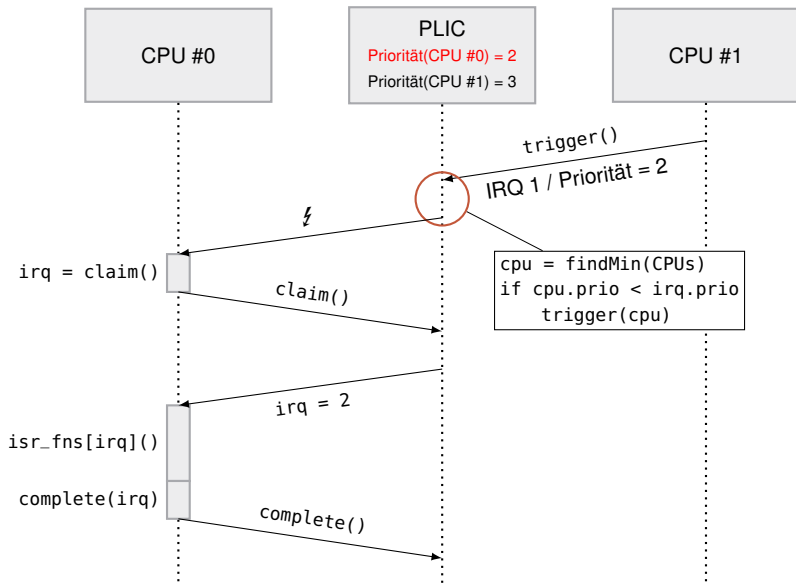 CPU #0
PLIC
Priorität(CPU #0) = 2
Priorität(CPU #1) = 3
CPU #1
trigger()
IRQ 1 / Priorität = 2
irq = claim()
claim()
cpu = findMin(CPUs)
if cpu.prio < irq.prio
trigger(cpu)
irq = 2
isr_fns[irq]()
complete(irq)
complete()